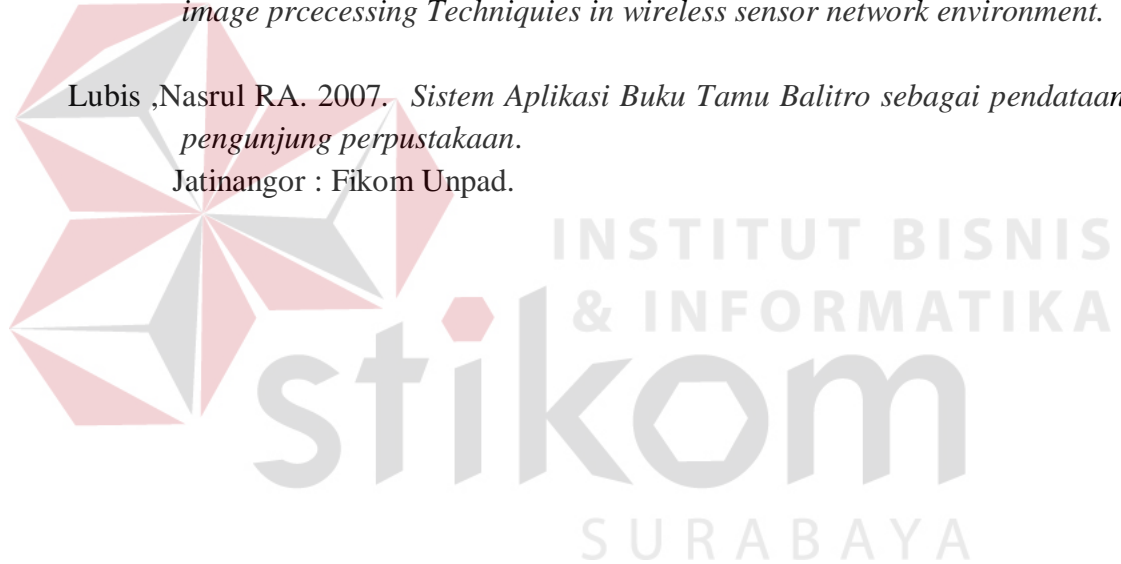 image prcecessing Techniquies in wireless sensor network environment.
Lubis ,Nasrul RA. 2007. Sistem Aplikasi Buku Tamu Balitro sebagai pendataan
pengunjung perpustakaan.
Jatinangor : Fikom Unpad.
INSTITUT BISNIS
& INFORMATIKA
stikom
SURABAYA